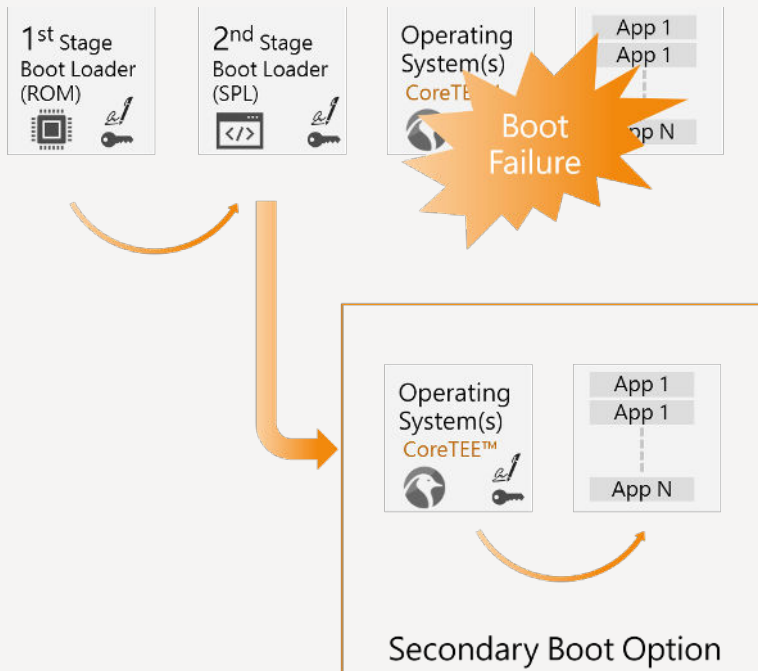 1st Stage
Boot Loader
(ROM)
2nd Stage
Boot Loader
(SPL)
</>
Operating
System(s)
Boot
Failure
App 1
App 1
App N
Operating
System(s)
CoreTEE™
App 1
App 1
App N
Secondary Boot Option